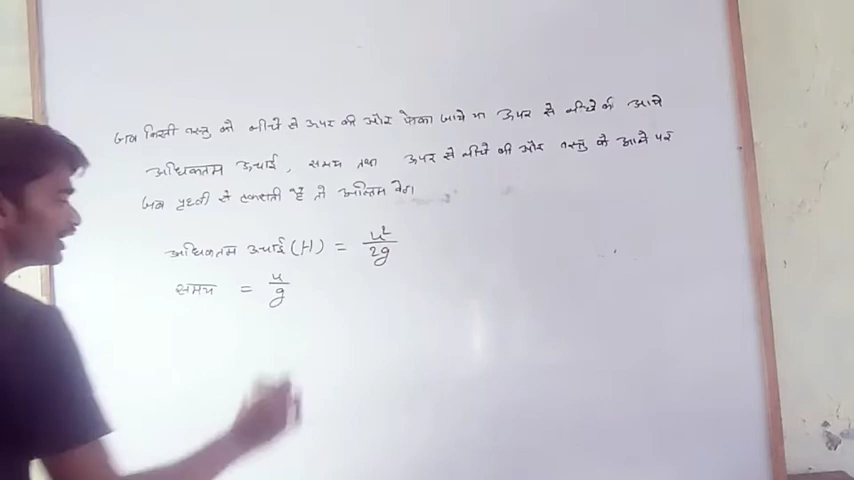 जब किसी वस्तु को नीचे से ऊपर की ओर फेका जाये या ऊपर से नीचे की आये
अधिकतम ऊचाई, समय तथा ऊपर से नीचे की ओर वस्तु के आने पर
जब पृथ्वी से टकराती है तो अन्तिम वेग
अधिकतम ऊचाई (H) = u²/2g
समय = u/g